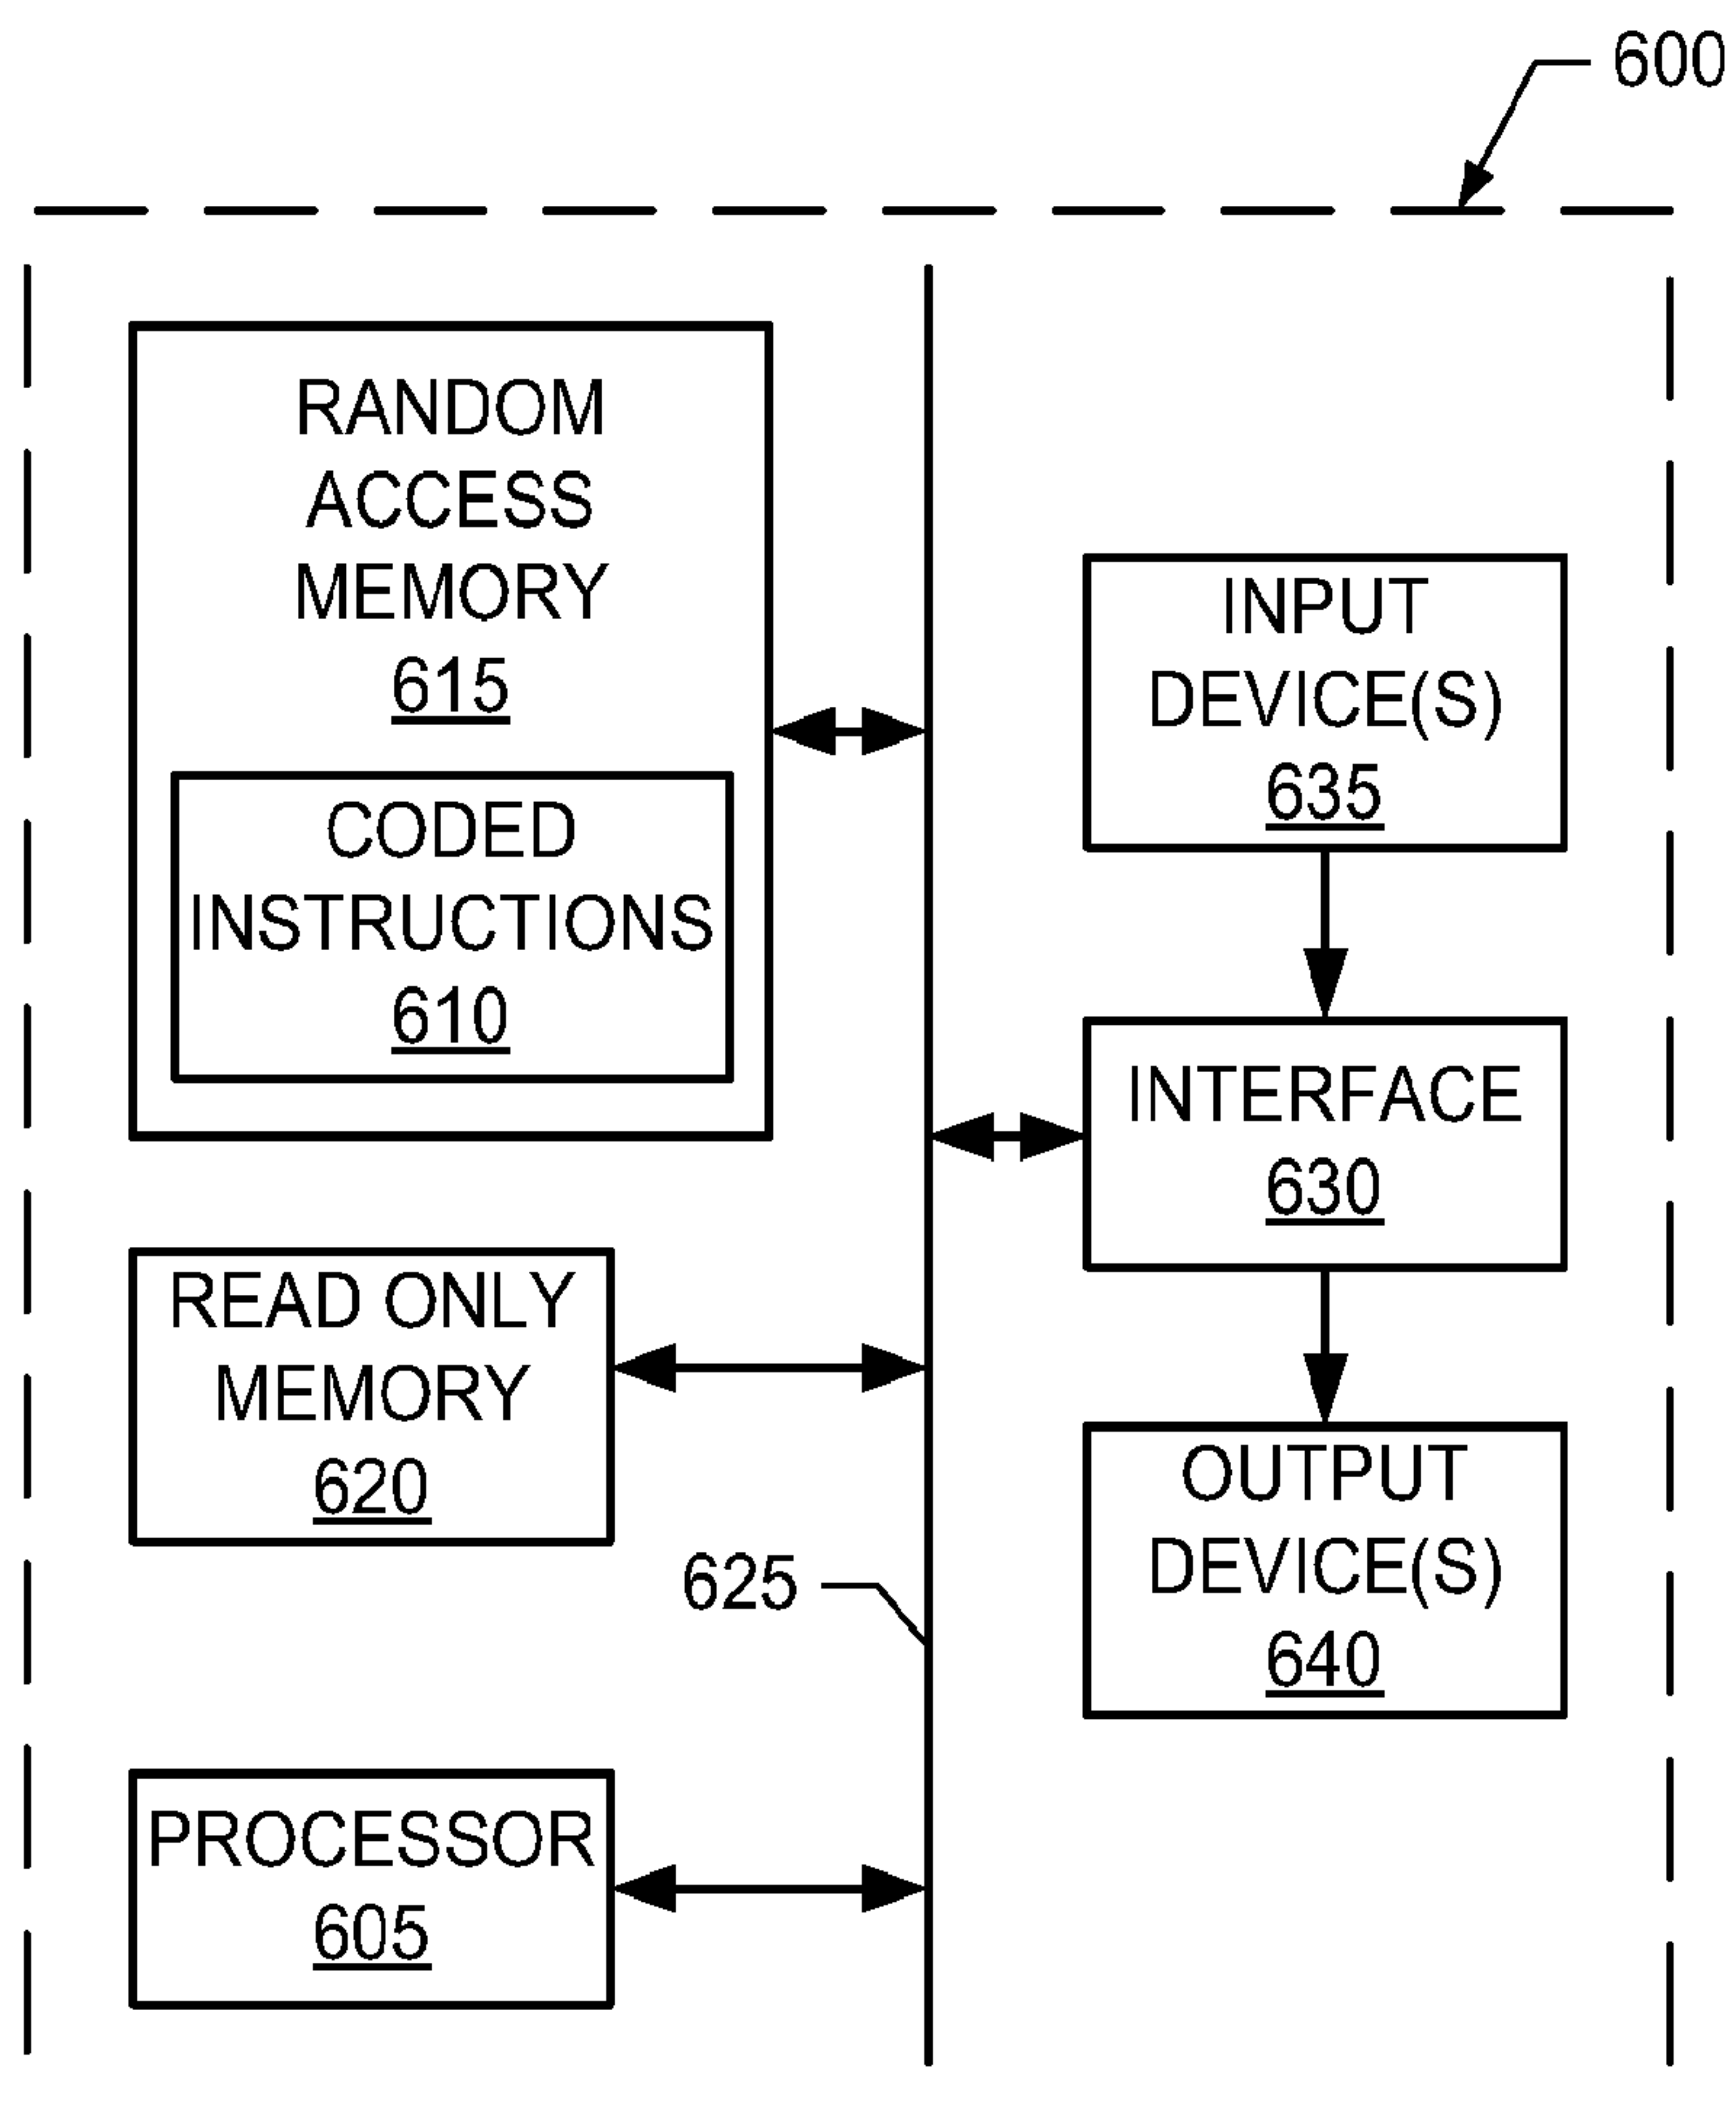 600
RANDOM
ACCESS
MEMORY
615
CODED
INSTRUCTIONS
610
INPUT
DEVICE(S)
635
INTERFACE
630
READ ONLY
MEMORY
620
OUTPUT
DEVICE(S)
640
625
PROCESSOR
605